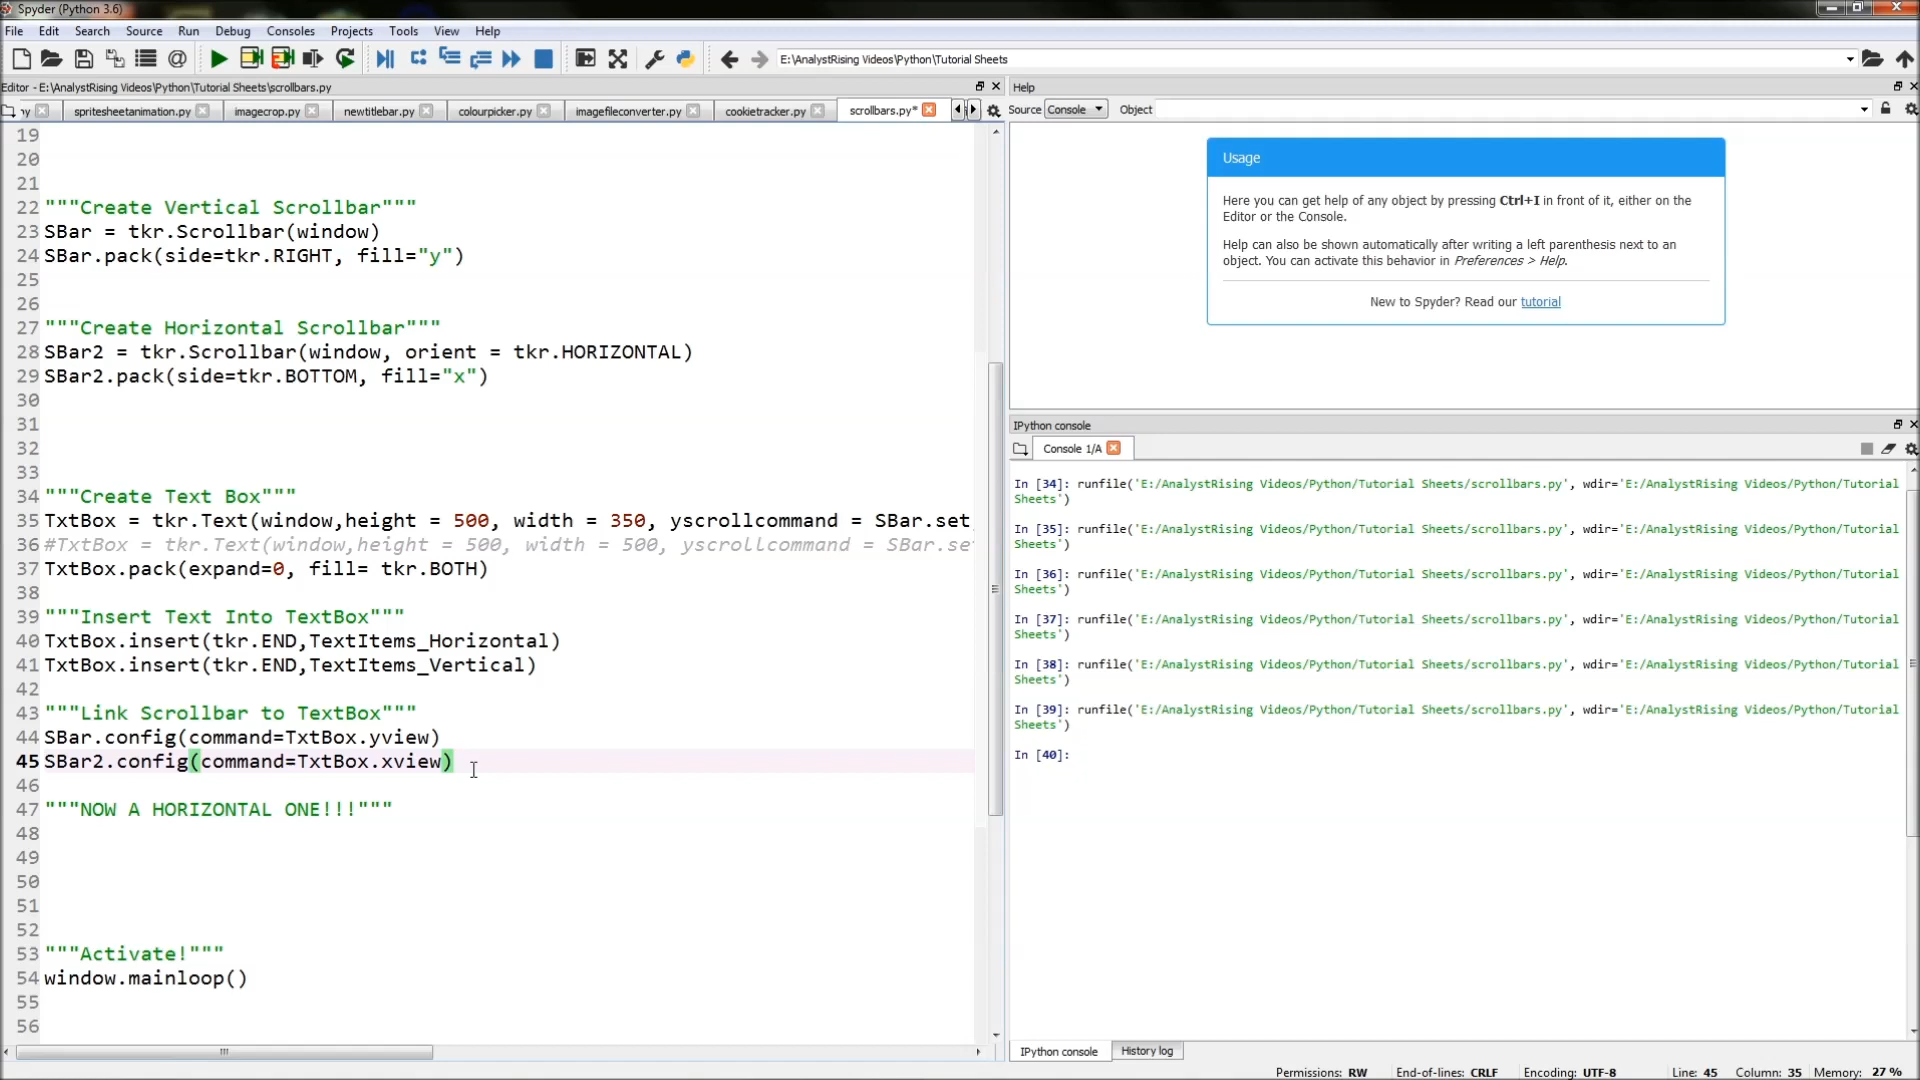 Spyder (Python 3.6)
File Edit Search Source Run Debug Consoles Projects Tools View Help
E:\AnalystRising Videos\Python\Tutorial Sheets
Editor - E:\AnalystRising Videos\Python\Tutorial Sheets\scrollbars.py
Help
spritesheetanimation.py imagecrop.py newtitlebar.py colourpicker.py imagefileconverter.py cookietracker.py scrollbars.py*
Source Console Object
19
20
21
22 """Create Vertical Scrollbar"""
23 SBar = tkr.Scrollbar(window)
24 SBar.pack(side=tkr.RIGHT, fill="y")
25
26
27 """Create Horizontal Scrollbar"""
28 SBar2 = tkr.Scrollbar(window, orient = tkr.HORIZONTAL)
29 SBar2.pack(side=tkr.BOTTOM, fill="x")
30
31
32
33
34 """Create Text Box"""
35 TxtBox = tkr.Text(window,height = 500, width = 350, yscrollcommand = SBar.set,
36 #TxtBox = tkr.Text(window,height = 500, width = 500, yscrollcommand = SBar.se
37 TxtBox.pack(expand=0, fill= tkr.BOTH)
38
39 """Insert Text Into TextBox"""
40 TxtBox.insert(tkr.END,TextItems_Horizontal)
41 TxtBox.insert(tkr.END,TextItems_Vertical)
42
43 """Link Scrollbar to TextBox"""
44 SBar.config(command=TxtBox.yview)
45 SBar2.config(command=TxtBox.xview)
46
47 """NOW A HORIZONTAL ONE!!!"""
48
49
50
51
52
53 """Activate!"""
54 window.mainloop()
55
56
Usage
Here you can get help of any object by pressing Ctrl+I in front of it, either on the
Editor or the Console.
Help can also be shown automatically after writing a left parenthesis next to an
object. You can activate this behavior in Preferences > Help.
New to Spyder? Read our tutorial
IPython console
Console 1/A
In [34]: runfile('E:/AnalystRising Videos/Python/Tutorial Sheets/scrollbars.py', wdir='E:/AnalystRising Videos/Python/Tutorial
Sheets')
In [35]: runfile('E:/AnalystRising Videos/Python/Tutorial Sheets/scrollbars.py', wdir='E:/AnalystRising Videos/Python/Tutorial
Sheets')
In [36]: runfile('E:/AnalystRising Videos/Python/Tutorial Sheets/scrollbars.py', wdir='E:/AnalystRising Videos/Python/Tutorial
Sheets')
In [37]: runfile('E:/AnalystRising Videos/Python/Tutorial Sheets/scrollbars.py', wdir='E:/AnalystRising Videos/Python/Tutorial
Sheets')
In [38]: runfile('E:/AnalystRising Videos/Python/Tutorial Sheets/scrollbars.py', wdir='E:/AnalystRising Videos/Python/Tutorial
Sheets')
In [39]: runfile('E:/AnalystRising Videos/Python/Tutorial Sheets/scrollbars.py', wdir='E:/AnalystRising Videos/Python/Tutorial
Sheets')
In [40]:
IPython console History log
Permissions: RW End-of-lines: CRLF Encoding: UTF-8 Line: 45 Column: 35 Memory: 27 %